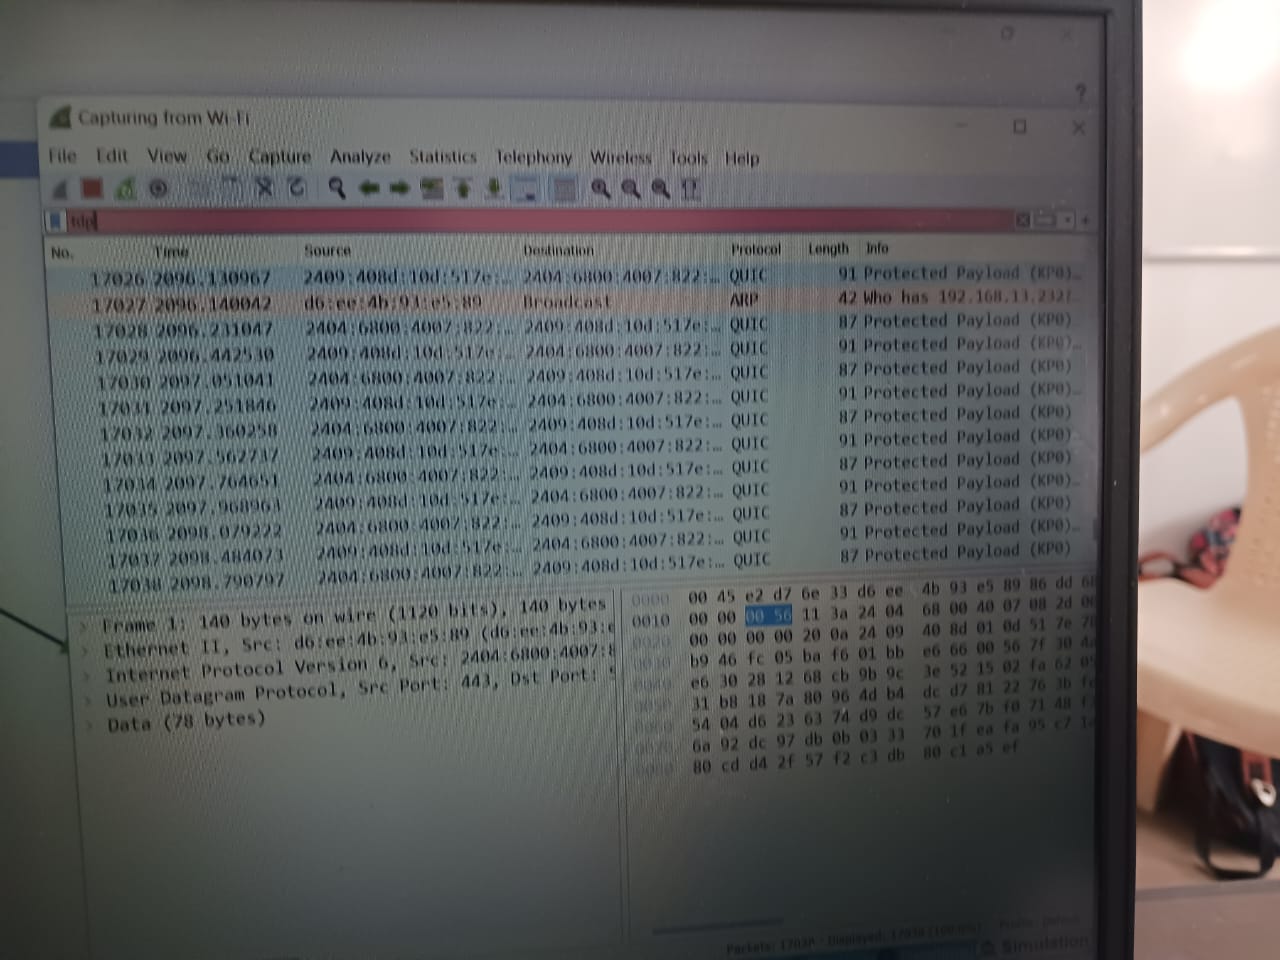 ?
Capturing from Wi-Fi
File Edit View Go Capture Analyze Statistics Telephony Wireless Tools Help
tdp
No. Time Source Destination Protocol Length Info
17026 2096.130967 2409:408d:10d:517e:… 2404:6800:4007:822:… QUIC 91 Protected Payload (KP0)…
17027 2096.140042 d6:ee:4b:93:e5:89 Broadcast ARP 42 Who has 192.168.13.232?
17028 2096.231047 2404:6800:4007:822:… 2409:408d:10d:517e:… QUIC 87 Protected Payload (KP0)
17029 2096.442530 2409:408d:10d:517e:… 2404:6800:4007:822:… QUIC 91 Protected Payload (KP0)…
17030 2097.051041 2404:6800:4007:822:… 2409:408d:10d:517e:… QUIC 87 Protected Payload (KP0)
17031 2097.251846 2409:408d:10d:517e:… 2404:6800:4007:822:… QUIC 91 Protected Payload (KP0)…
17032 2097.360258 2404:6800:4007:822:… 2409:408d:10d:517e:… QUIC 87 Protected Payload (KP0)
17033 2097.562737 2409:408d:10d:517e:… 2404:6800:4007:822:… QUIC 91 Protected Payload (KP0)…
17034 2097.764651 2404:6800:4007:822:… 2409:408d:10d:517e:… QUIC 87 Protected Payload (KP0)
17035 2097.968963 2409:408d:10d:517e:… 2404:6800:4007:822:… QUIC 91 Protected Payload (KP0)…
17036 2098.079222 2404:6800:4007:822:… 2409:408d:10d:517e:… QUIC 87 Protected Payload (KP0)
17037 2098.484073 2409:408d:10d:517e:… 2404:6800:4007:822:… QUIC 91 Protected Payload (KP0)…
17038 2098.790797 2404:6800:4007:822:… 2409:408d:10d:517e:… QUIC 87 Protected Payload (KP0)
Frame 1: 140 bytes on wire (1120 bits), 140 bytes
Ethernet II, Src: d6:ee:4b:93:e5:89 (d6:ee:4b:93:e
Internet Protocol Version 6, Src: 2404:6800:4007:8
User Datagram Protocol, Src Port: 443, Dst Port:
Data (78 bytes)
0000 00 45 e2 d7 6e 33 d6 ee 4b 93 e5 89 86 dd
0010 00 00 00 56 11 3a 24 04 68 00 40 07 08 2d
0020 00 00 00 00 20 0a 24 09 40 8d 01 0d 51 7e
b9 46 fc 05 ba f6 01 bb e6 66 00 56 7f 30
e6 30 28 12 68 cb 9b 9c 3e 52 15 02 fa 62
31 b8 18 7a 80 96 4d b4 dc d7 81 22 76 3b
54 04 d6 23 63 74 d9 dc 57 e6 7b f0 71 48
6a 92 dc 97 db 0b 03 33 70 1f ea fa 95 c7
80 cd d4 2f 57 f2 c3 db 80 c1 a5 ef
Packets: 17038 · Displayed: 17038 (100.0%) Profile: Default
Simulation